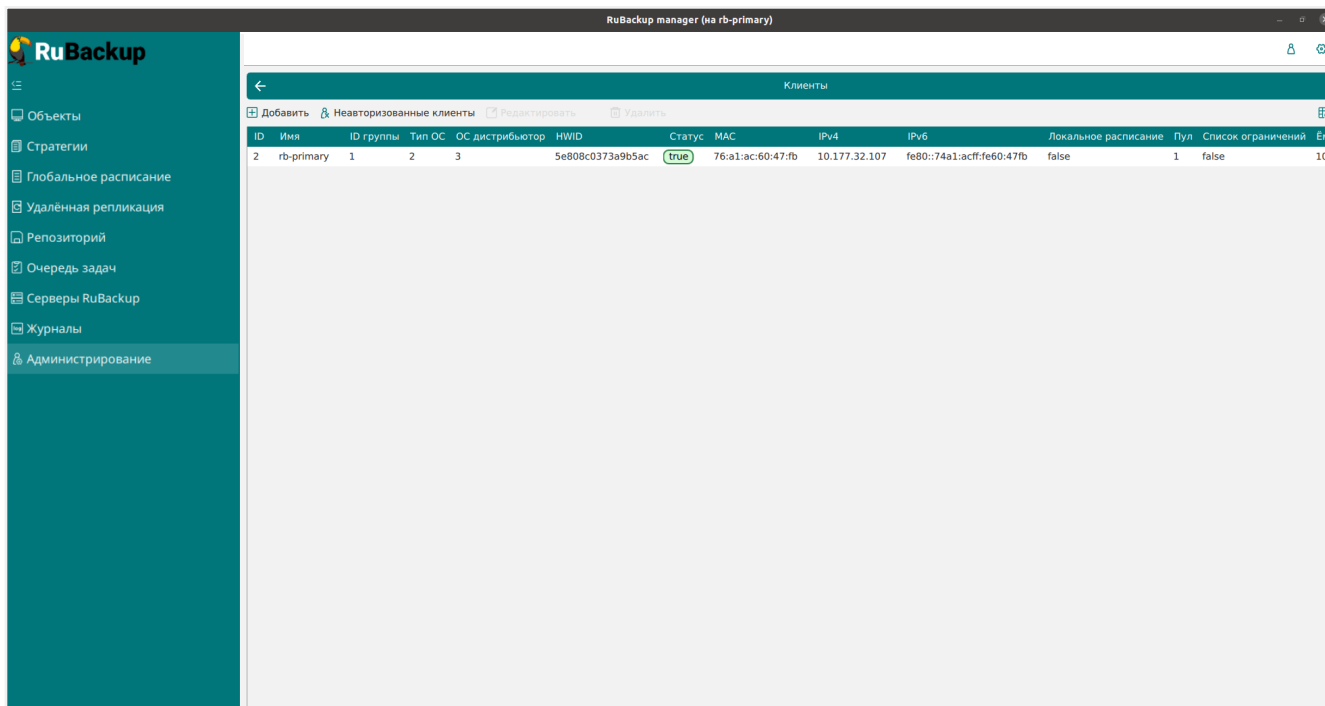 RuBackup manager (на rb-primary)
RuBackup
Клиенты
Добавить Неавторизованные клиенты Редактировать Удалить
ID Имя ID группы Тип ОС ОС дистрибьютор HWID Статус MAC IPv4 IPv6 Локальное расписание Пул Список ограничений
2 rb-primary 1 2 3 5e808c0373a9b5ac true 76:a1:ac:60:47:fb 10.177.32.107 fe80::74a1:acff:fe60:47fb false 1 false 10
Объекты
Стратегии
Глобальное расписание
Удалённая репликация
Репозиторий
Очередь задач
Серверы RuBackup
Журналы
Администрирование